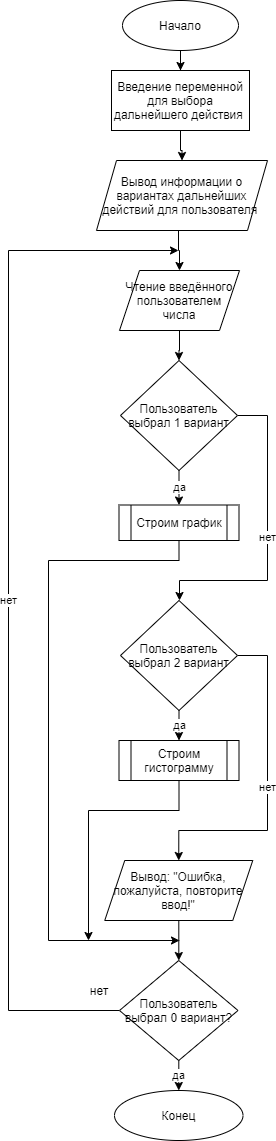 Начало
Введение переменной
для выбора
дальнейшего действия
Вывод информации о
вариантах дальнейших
действий для пользователя
Чтение введённого
пользователем
числа
Пользователь
выбрал 1 вариант
да
Строим график
нет
Пользователь
выбрал 2 вариант
нет
да
Строим
гистограмму
нет
Вывод: "Ошибка,
пожалуйста, повторите
ввод!"
нет
Пользователь
выбрал 0 вариант?
да
Конец